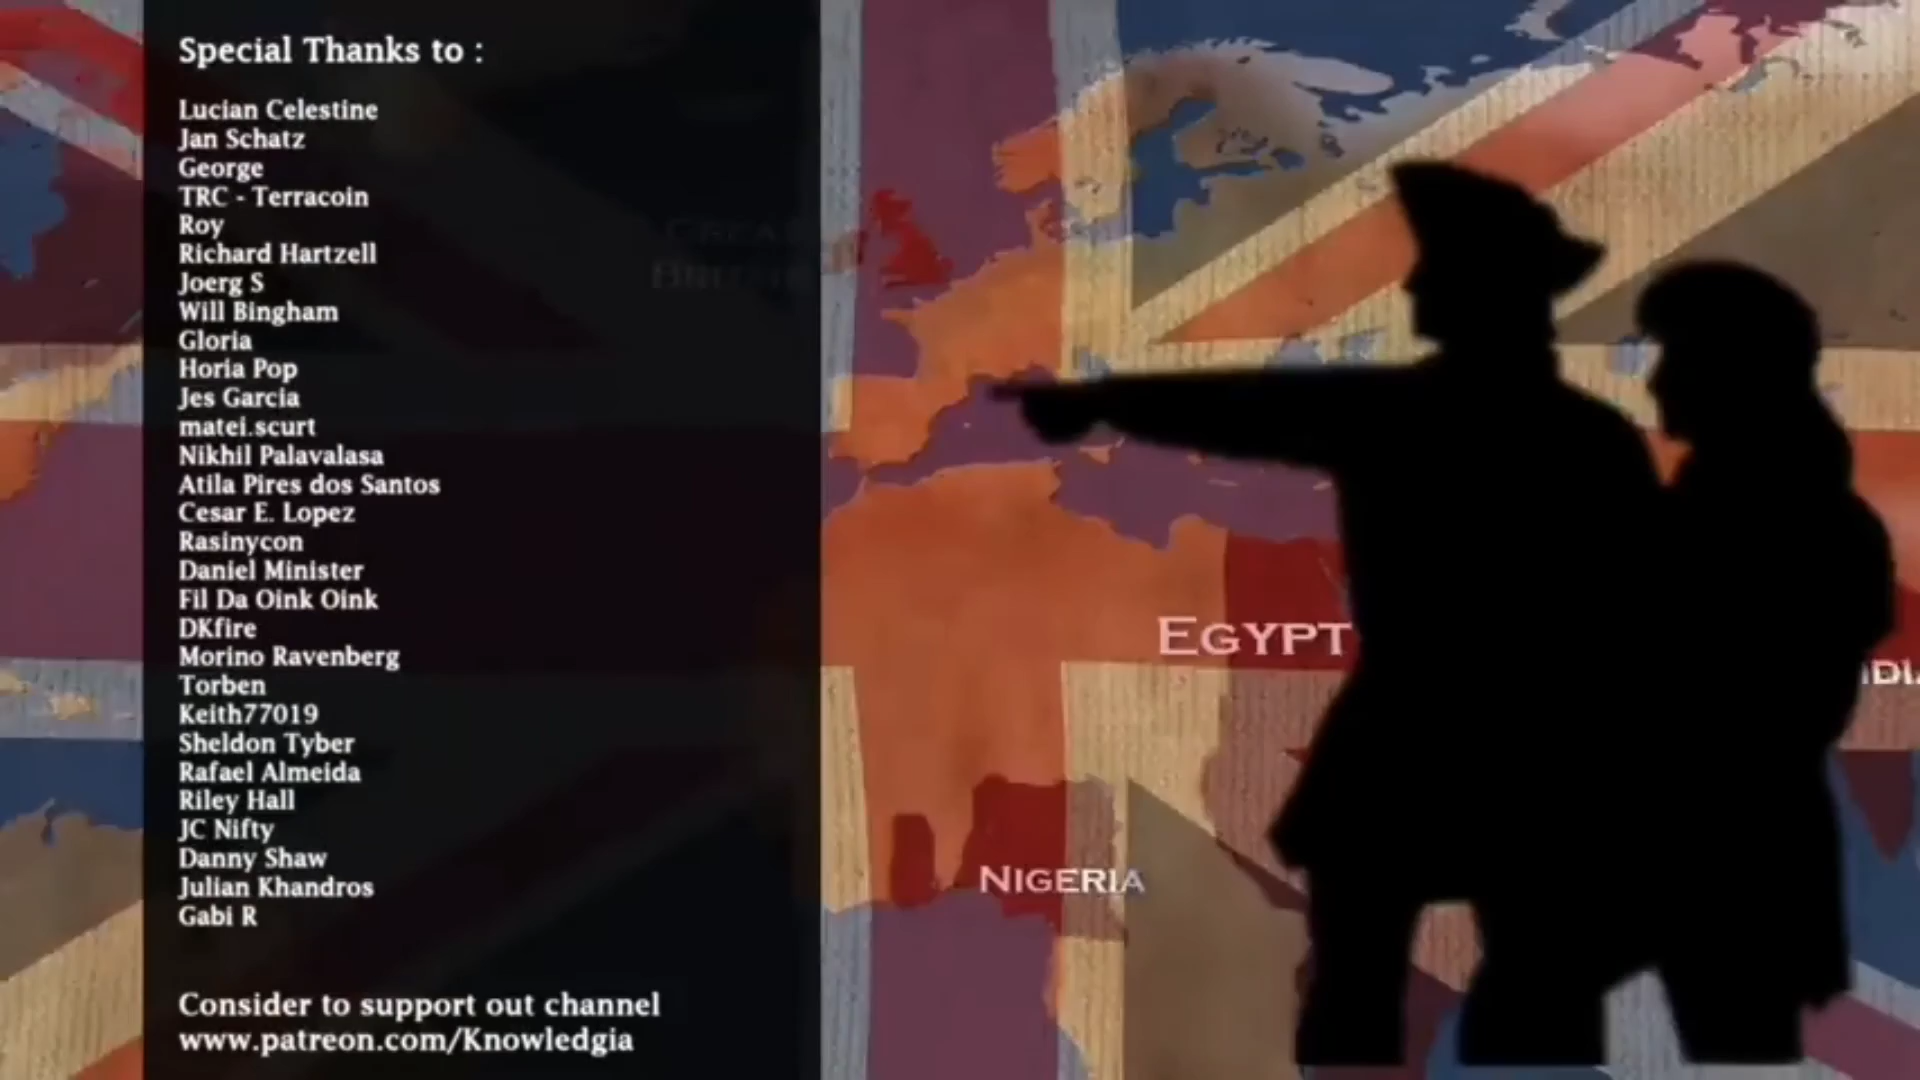 Special Thanks to :
Lucian Celestine
Jan Schatz
George
TRC - Terracoin
Roy
Richard Hartzell
Joerg S
Will Bingham
Gloria
Horia Pop
Jes Garcia
matei.scurt
Nikhil Palavalasa
Atila Pires dos Santos
Cesar E. Lopez
Rasinycon
Daniel Minister
Fil Da Oink Oink
DKfire
Morino Ravenberg
Torben
Keith77019
Sheldon Tyber
Rafael Almeida
Riley Hall
JC Nifty
Danny Shaw
Julian Khandros
Gabi R
Consider to support out channel
www.patreon.com/Knowledgia
EGYPT
NIGERIA